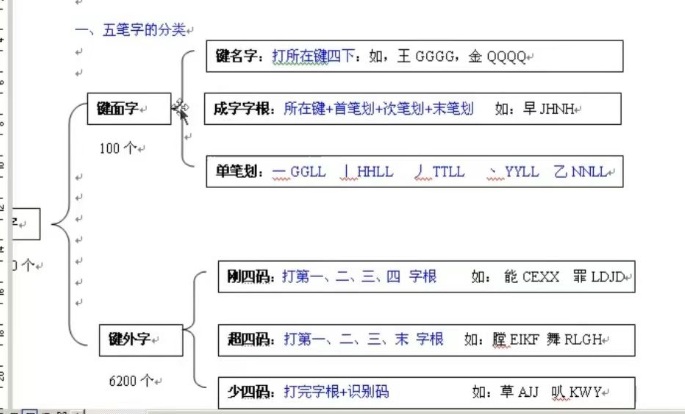 一、五笔字的分类
键名字：打所在键四下：如，王 GGGG，金 QQQQ
键面字
成字字根：所在键+首笔划+次笔划+末笔划 如：早 JHNH
100 个
单笔划：一 GGLL 丨 HHLL 丿 TTLL 丶 YYLL 乙 NNLL
字
0 个
刚四码：打第一、二、三、四 字根 如： 能 CEXX 罪 LDJD
键外字
超四码：打第一、二、三、末 字根 如：膛 EIKF 舞 RLGH
6200 个
少四码：打完字根+识别码 如：草 AJJ 叭 KWY